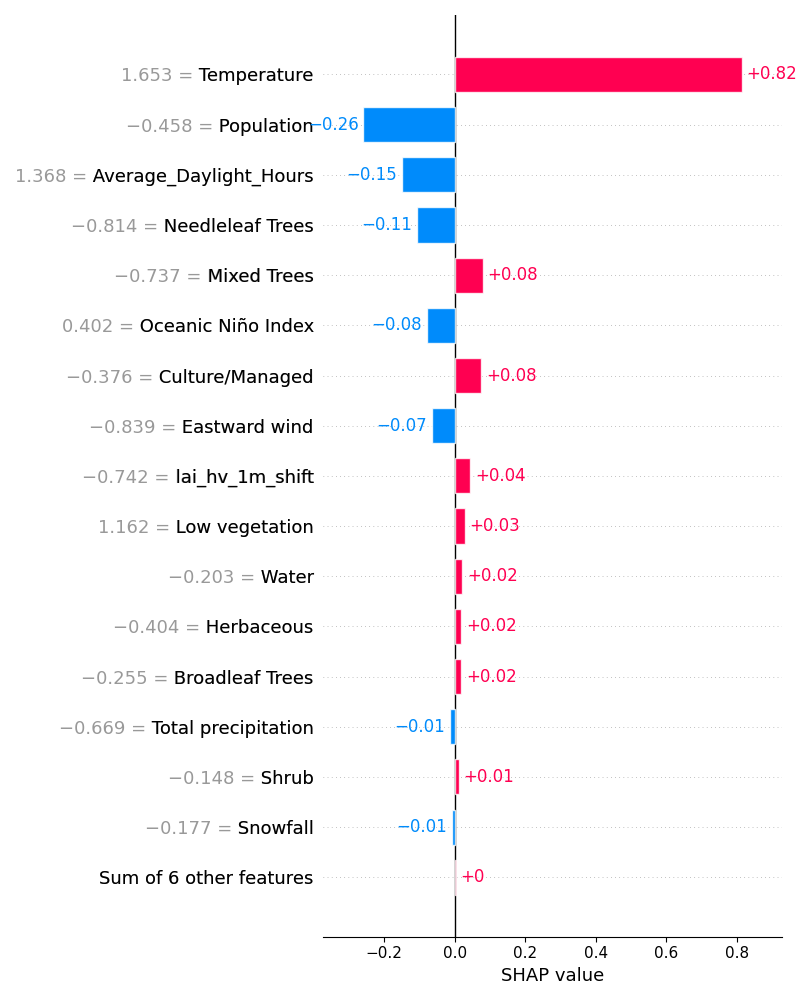 1.653 = Temperature +0.82
−0.458 = Population −0.26
1.368 = Average_Daylight_Hours −0.15
−0.814 = Needleleaf Trees −0.11
−0.737 = Mixed Trees +0.08
0.402 = Oceanic Niño Index −0.08
−0.376 = Culture/Managed +0.08
−0.839 = Eastward wind −0.07
−0.742 = lai_hv_1m_shift +0.04
1.162 = Low vegetation +0.03
−0.203 = Water +0.02
−0.404 = Herbaceous +0.02
−0.255 = Broadleaf Trees +0.02
−0.669 = Total precipitation −0.01
−0.148 = Shrub +0.01
−0.177 = Snowfall −0.01
Sum of 6 other features +0
−0.2 0.0 0.2 0.4 0.6 0.8
SHAP value